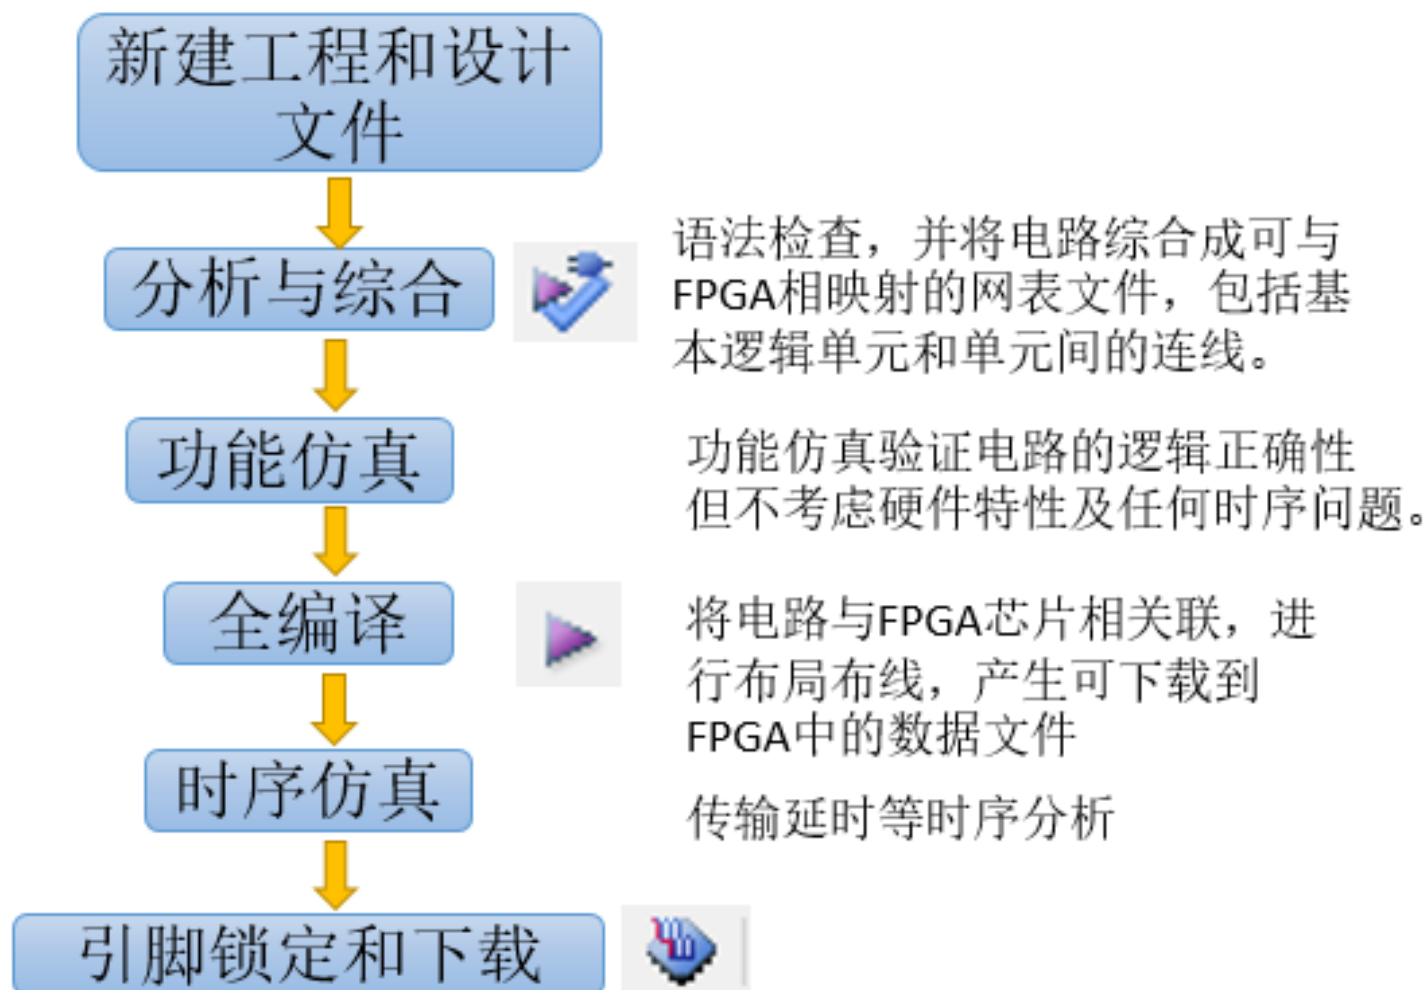 新建工程和设计
文件
分析与综合
语法检查，并将电路综合成可与
FPGA相映射的网表文件，包括基
本逻辑单元和单元间的连线。
功能仿真
功能仿真验证电路的逻辑正确性
但不考虑硬件特性及任何时序问题。
全编译
将电路与FPGA芯片相关联，进
行布局布线，产生可下载到
FPGA中的数据文件
时序仿真
传输延时等时序分析
引脚锁定和下载